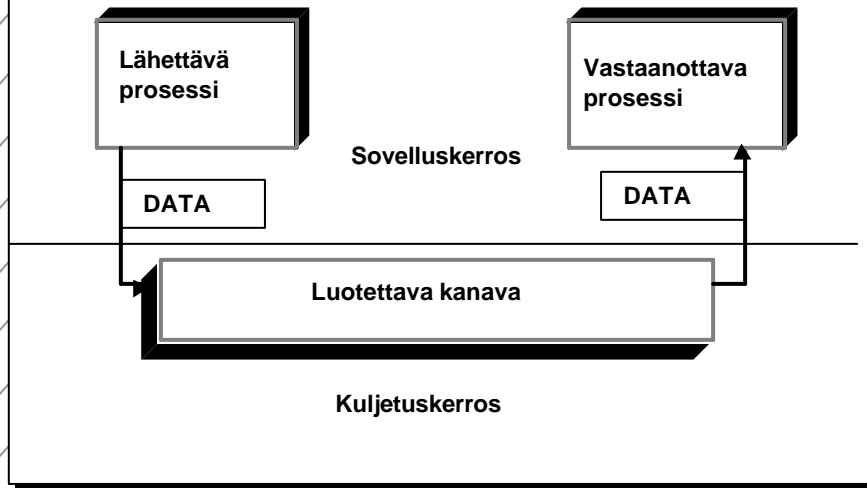 Lähettävä
prosessi
Vastaanottava
prosessi
Sovelluskerros
DATA
DATA
Luotettava kanava
Kuljetuskerros